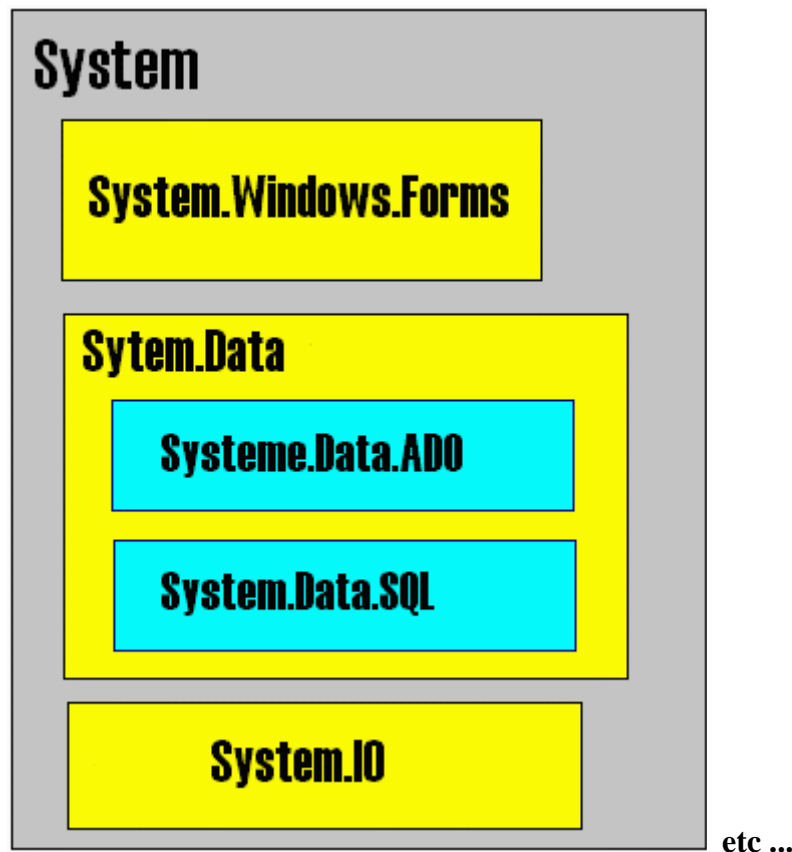 System
System.Windows.Forms
Sytem.Data
Systeme.Data.ADO
System.Data.SQL
System.IO
etc ...